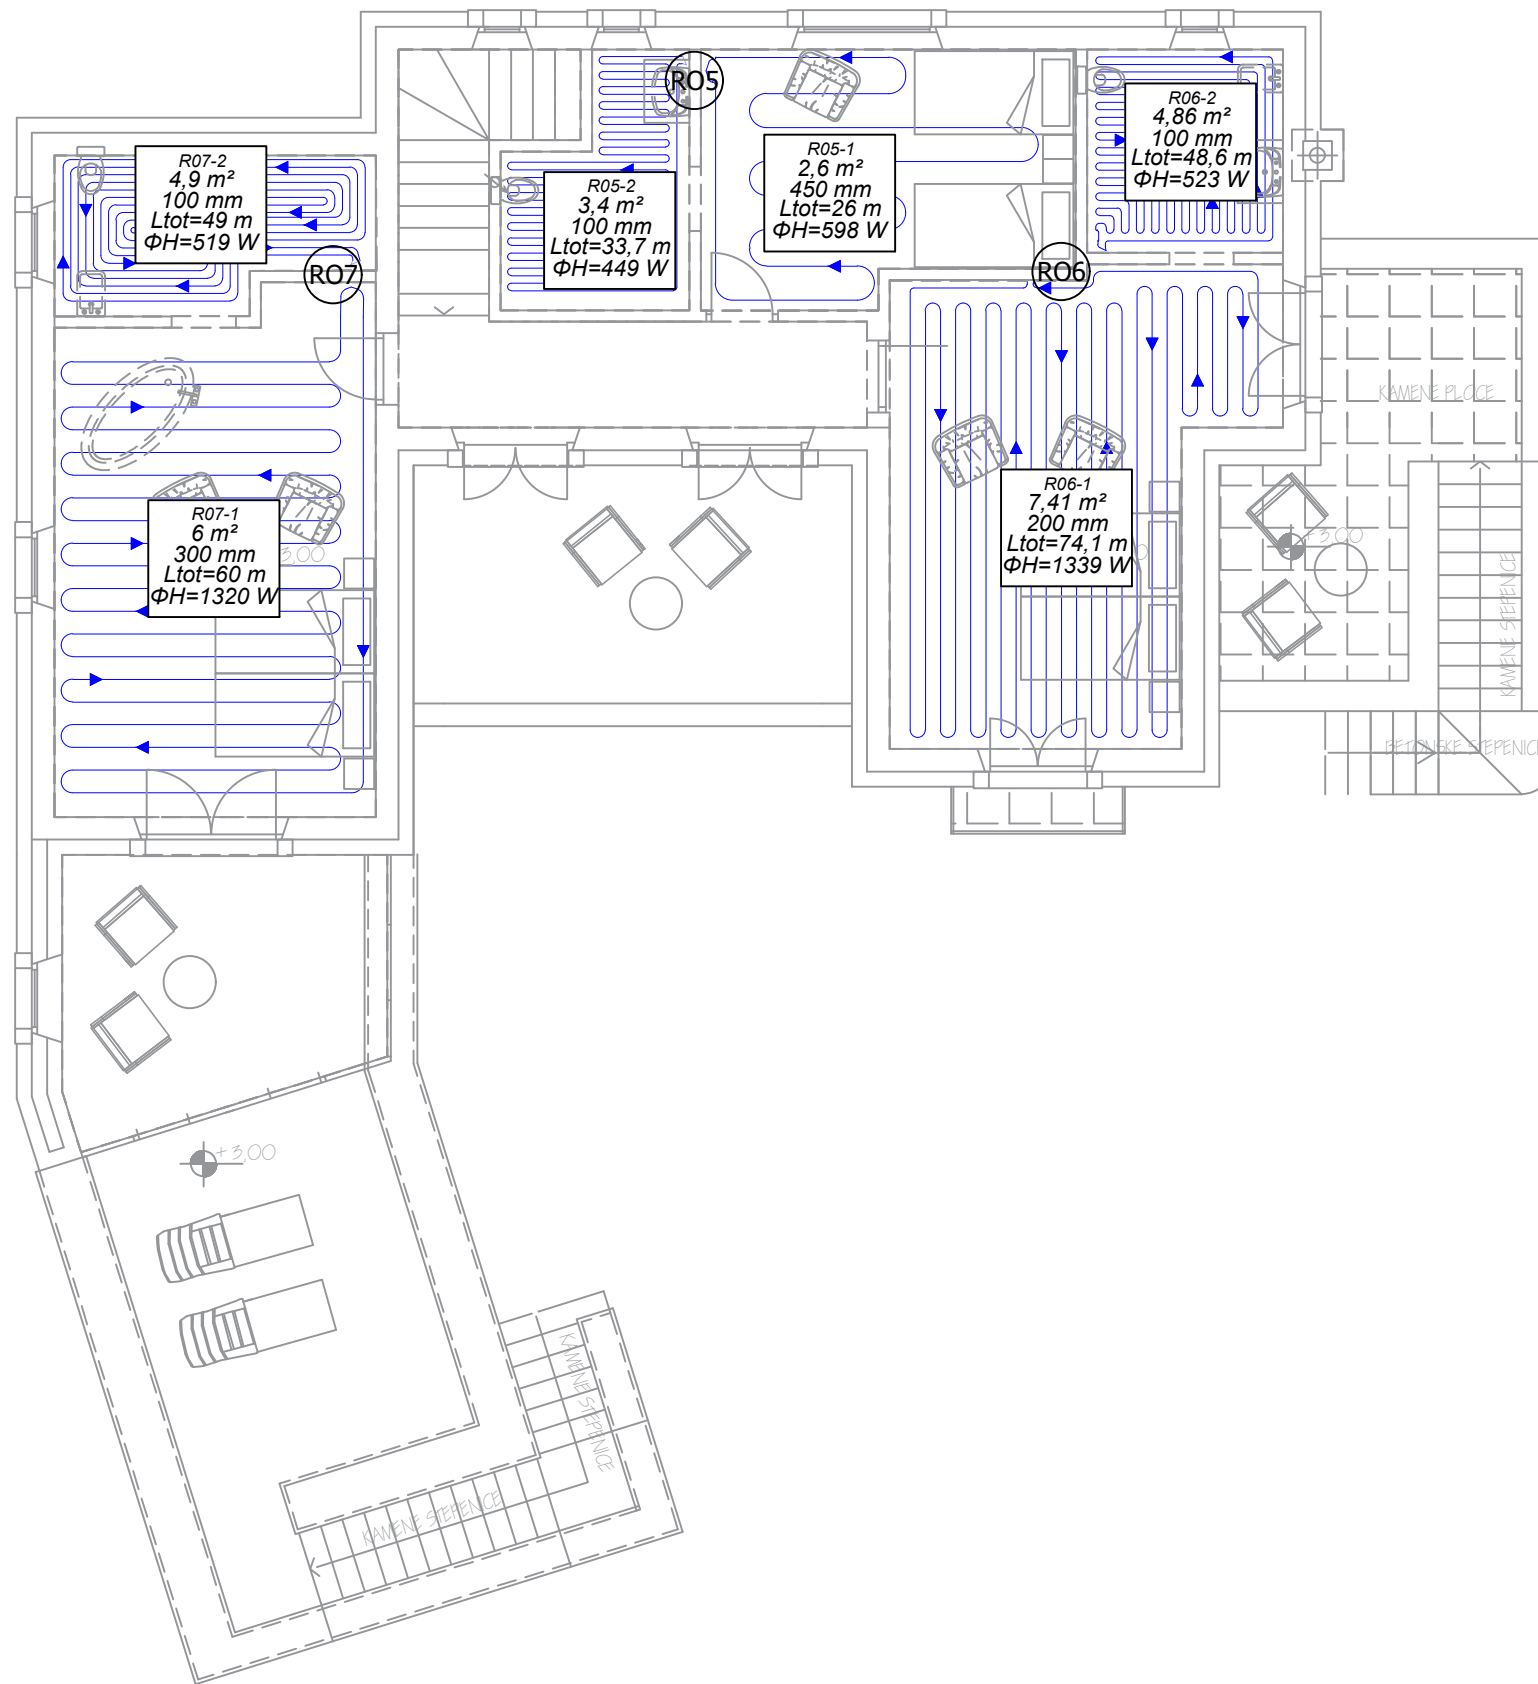 RO5
R06-2
4,86 m²
100 mm
Ltot=48,6 m
ΦH=523 W
R05-1
2,6 m²
450 mm
Ltot=26 m
ΦH=598 W
R07-2
4,9 m²
100 mm
Ltot=49 m
ΦH=519 W
R05-2
3,4 m²
100 mm
Ltot=33,7 m
ΦH=449 W
RO7
RO6
KAMENE PLOCE
R06-1
7,41 m²
200 mm
Ltot=74,1 m
ΦH=1339 W
R07-1
6 m²
300 mm
Ltot=60 m
ΦH=1320 W
3,00
+3,00
KAMENE STEPENICE
BETONSKE STEPENICE
+3,00
KAMENE STEPENICE
KAMENE STEPENICE